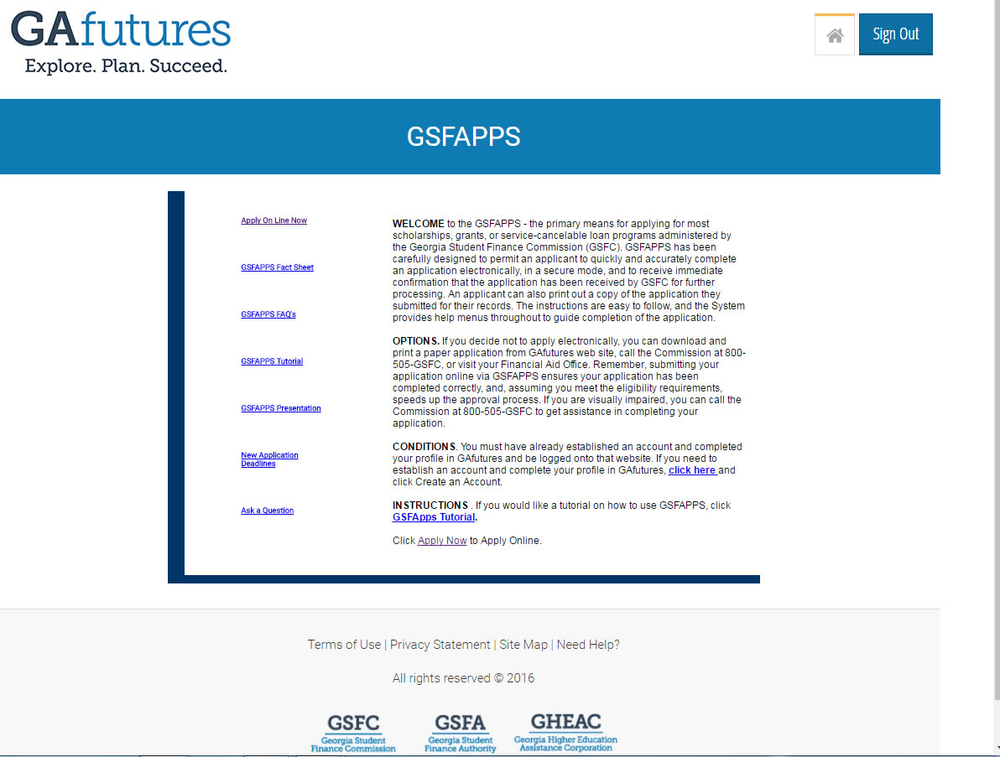 GAfutures
Explore. Plan. Succeed.
Sign Out
GSFAPPS
Apply On Line Now
GSFAPPS Fact Sheet
GSFAPPS FAQ's
GSFAPPS Tutorial
GSFAPPS Presentation
New Application
Deadlines
Ask a Question
WELCOME to the GSFAPPS - the primary means for applying for most
scholarships, grants, or service-cancelable loan programs administered by
the Georgia Student Finance Commission (GSFC). GSFAPPS has been
carefully designed to permit an applicant to quickly and accurately complete
an application electronically, in a secure mode, and to receive immediate
confirmation that the application has been received by GSFC for further
processing. An applicant can also print out a copy of the application they
submitted for their records. The instructions are easy to follow, and the System
provides help menus throughout to guide completion of the application.
OPTIONS. If you decide not to apply electronically, you can download and
print a paper application from GAfutures web site, call the Commission at 800-
505-GSFC, or visit your Financial Aid Office. Remember, submitting your
application online via GSFAPPS ensures your application has been
completed correctly, and, assuming you meet the eligibility requirements,
speeds up the approval process. If you are visually impaired, you can call the
Commission at 800-505-GSFC to get assistance in completing your
application.
CONDITIONS. You must have already established an account and completed
your profile in GAfutures and be logged onto that website. If you need to
establish an account and complete your profile in GAfutures, click here and
click Create an Account.
INSTRUCTIONS . If you would like a tutorial on how to use GSFAPPS, click
GSFApps Tutorial.
Click Apply Now to Apply Online.
Terms of Use | Privacy Statement | Site Map | Need Help?
All rights reserved © 2016
GSFC
Georgia Student
Finance Commission
GSFA
Georgia Student
Finance Authority
GHEAC
Georgia Higher Education
Assistance Corporation